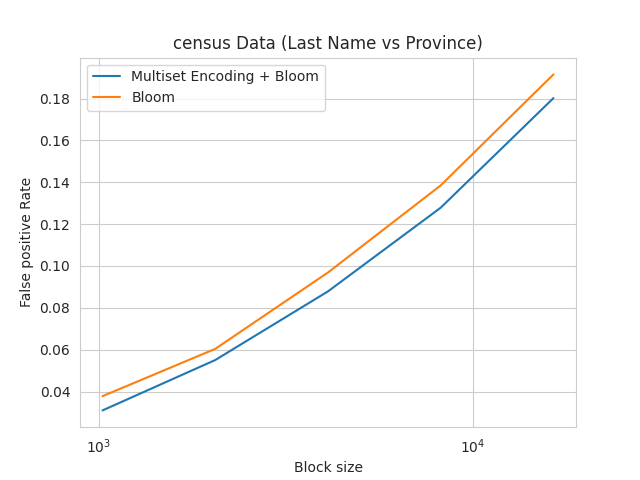 census Data (Last Name vs Province)
Multiset Encoding + Bloom
Bloom
False positive Rate
0.18
0.16
0.14
0.12
0.10
0.08
0.06
0.04
10³
10⁴
Block size